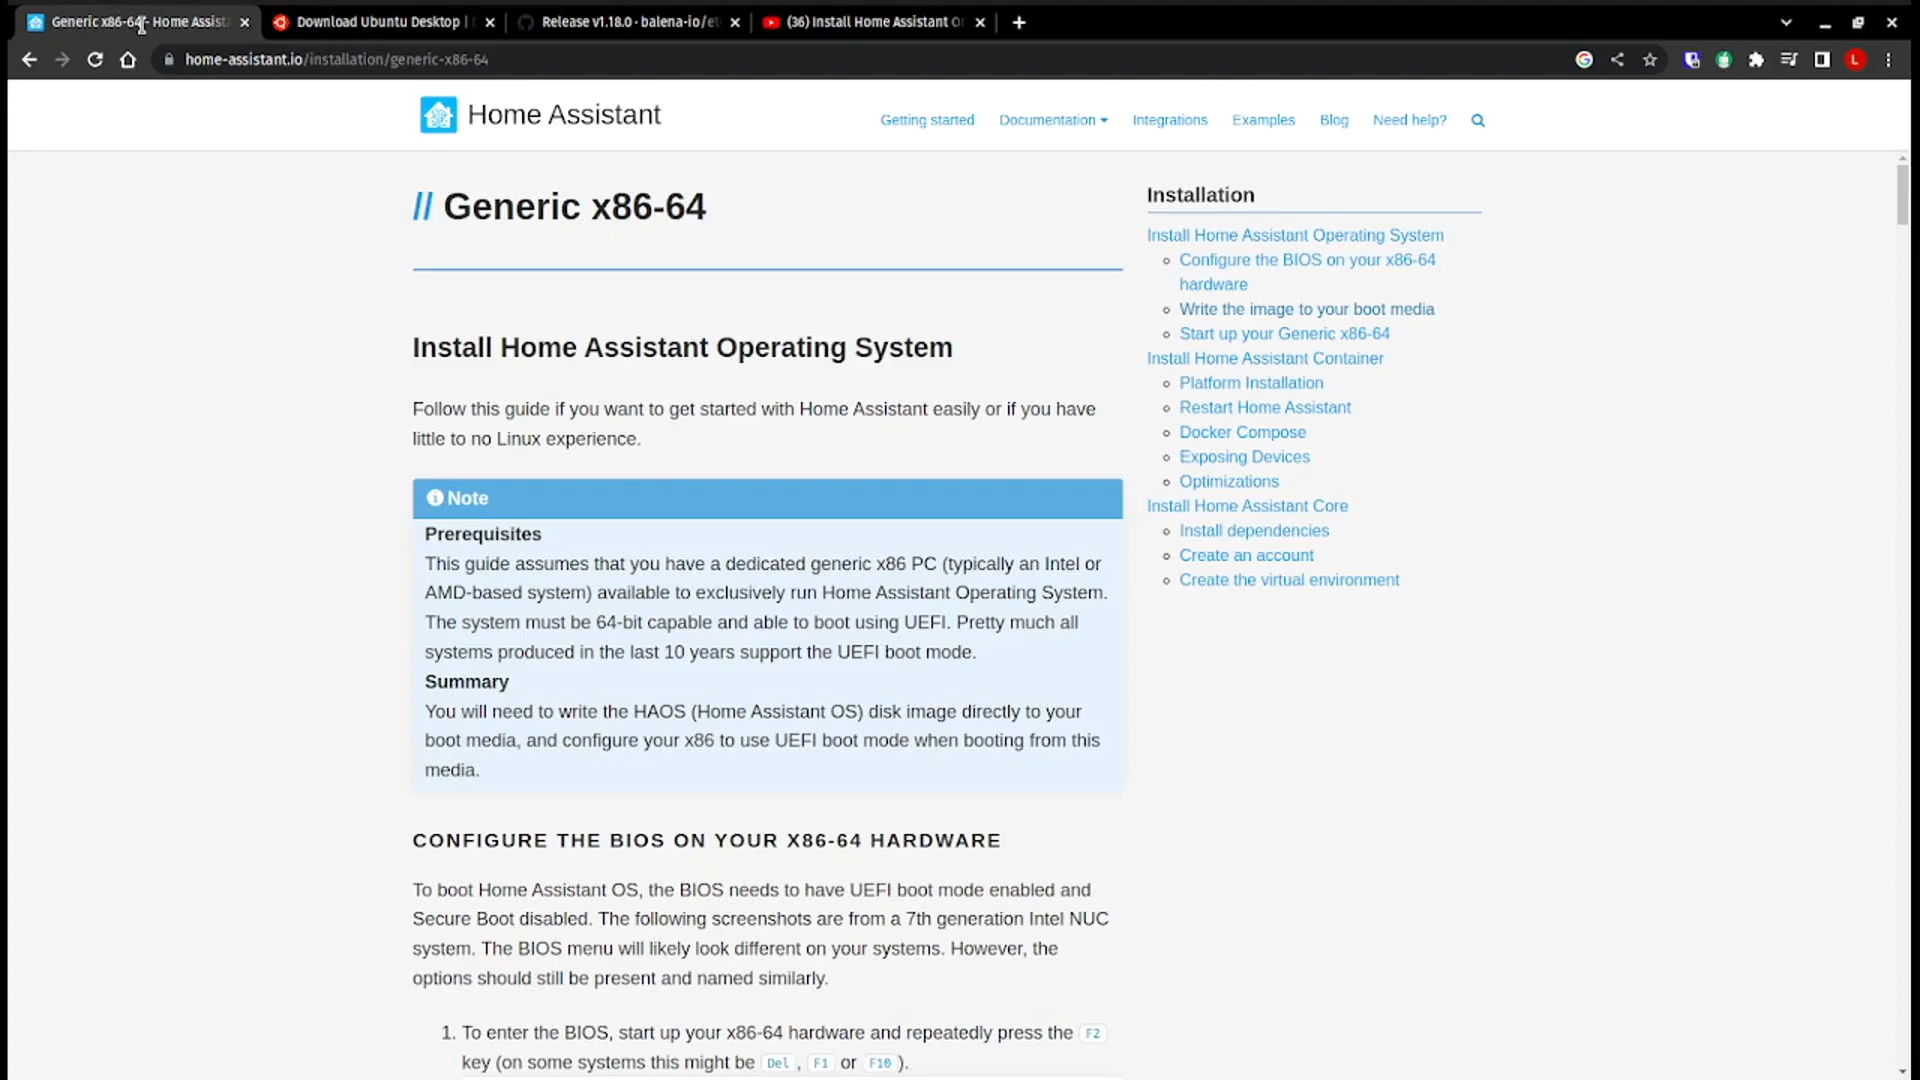 Generic x86-64 - Home Assist
Download Ubuntu Desktop |
Release v1.18.0 · balena-io/et
(36) Install Home Assistant O
home-assistant.io/installation/generic-x86-64
L
Home Assistant
Getting started
Documentation
Integrations
Examples
Blog
Need help?
// Generic x86-64
Install Home Assistant Operating System
Follow this guide if you want to get started with Home Assistant easily or if you have
little to no Linux experience.
Note
Prerequisites
This guide assumes that you have a dedicated generic x86 PC (typically an Intel or
AMD-based system) available to exclusively run Home Assistant Operating System.
The system must be 64-bit capable and able to boot using UEFI. Pretty much all
systems produced in the last 10 years support the UEFI boot mode.
Summary
You will need to write the HAOS (Home Assistant OS) disk image directly to your
boot media, and configure your x86 to use UEFI boot mode when booting from this
media.
CONFIGURE THE BIOS ON YOUR X86-64 HARDWARE
To boot Home Assistant OS, the BIOS needs to have UEFI boot mode enabled and
Secure Boot disabled. The following screenshots are from a 7th generation Intel NUC
system. The BIOS menu will likely look different on your systems. However, the
options should still be present and named similarly.
1. To enter the BIOS, start up your x86-64 hardware and repeatedly press the F2
key (on some systems this might be Del , F1 or F10 ).
Installation
Install Home Assistant Operating System
Configure the BIOS on your x86-64
hardware
Write the image to your boot media
Start up your Generic x86-64
Install Home Assistant Container
Platform Installation
Restart Home Assistant
Docker Compose
Exposing Devices
Optimizations
Install Home Assistant Core
Install dependencies
Create an account
Create the virtual environment